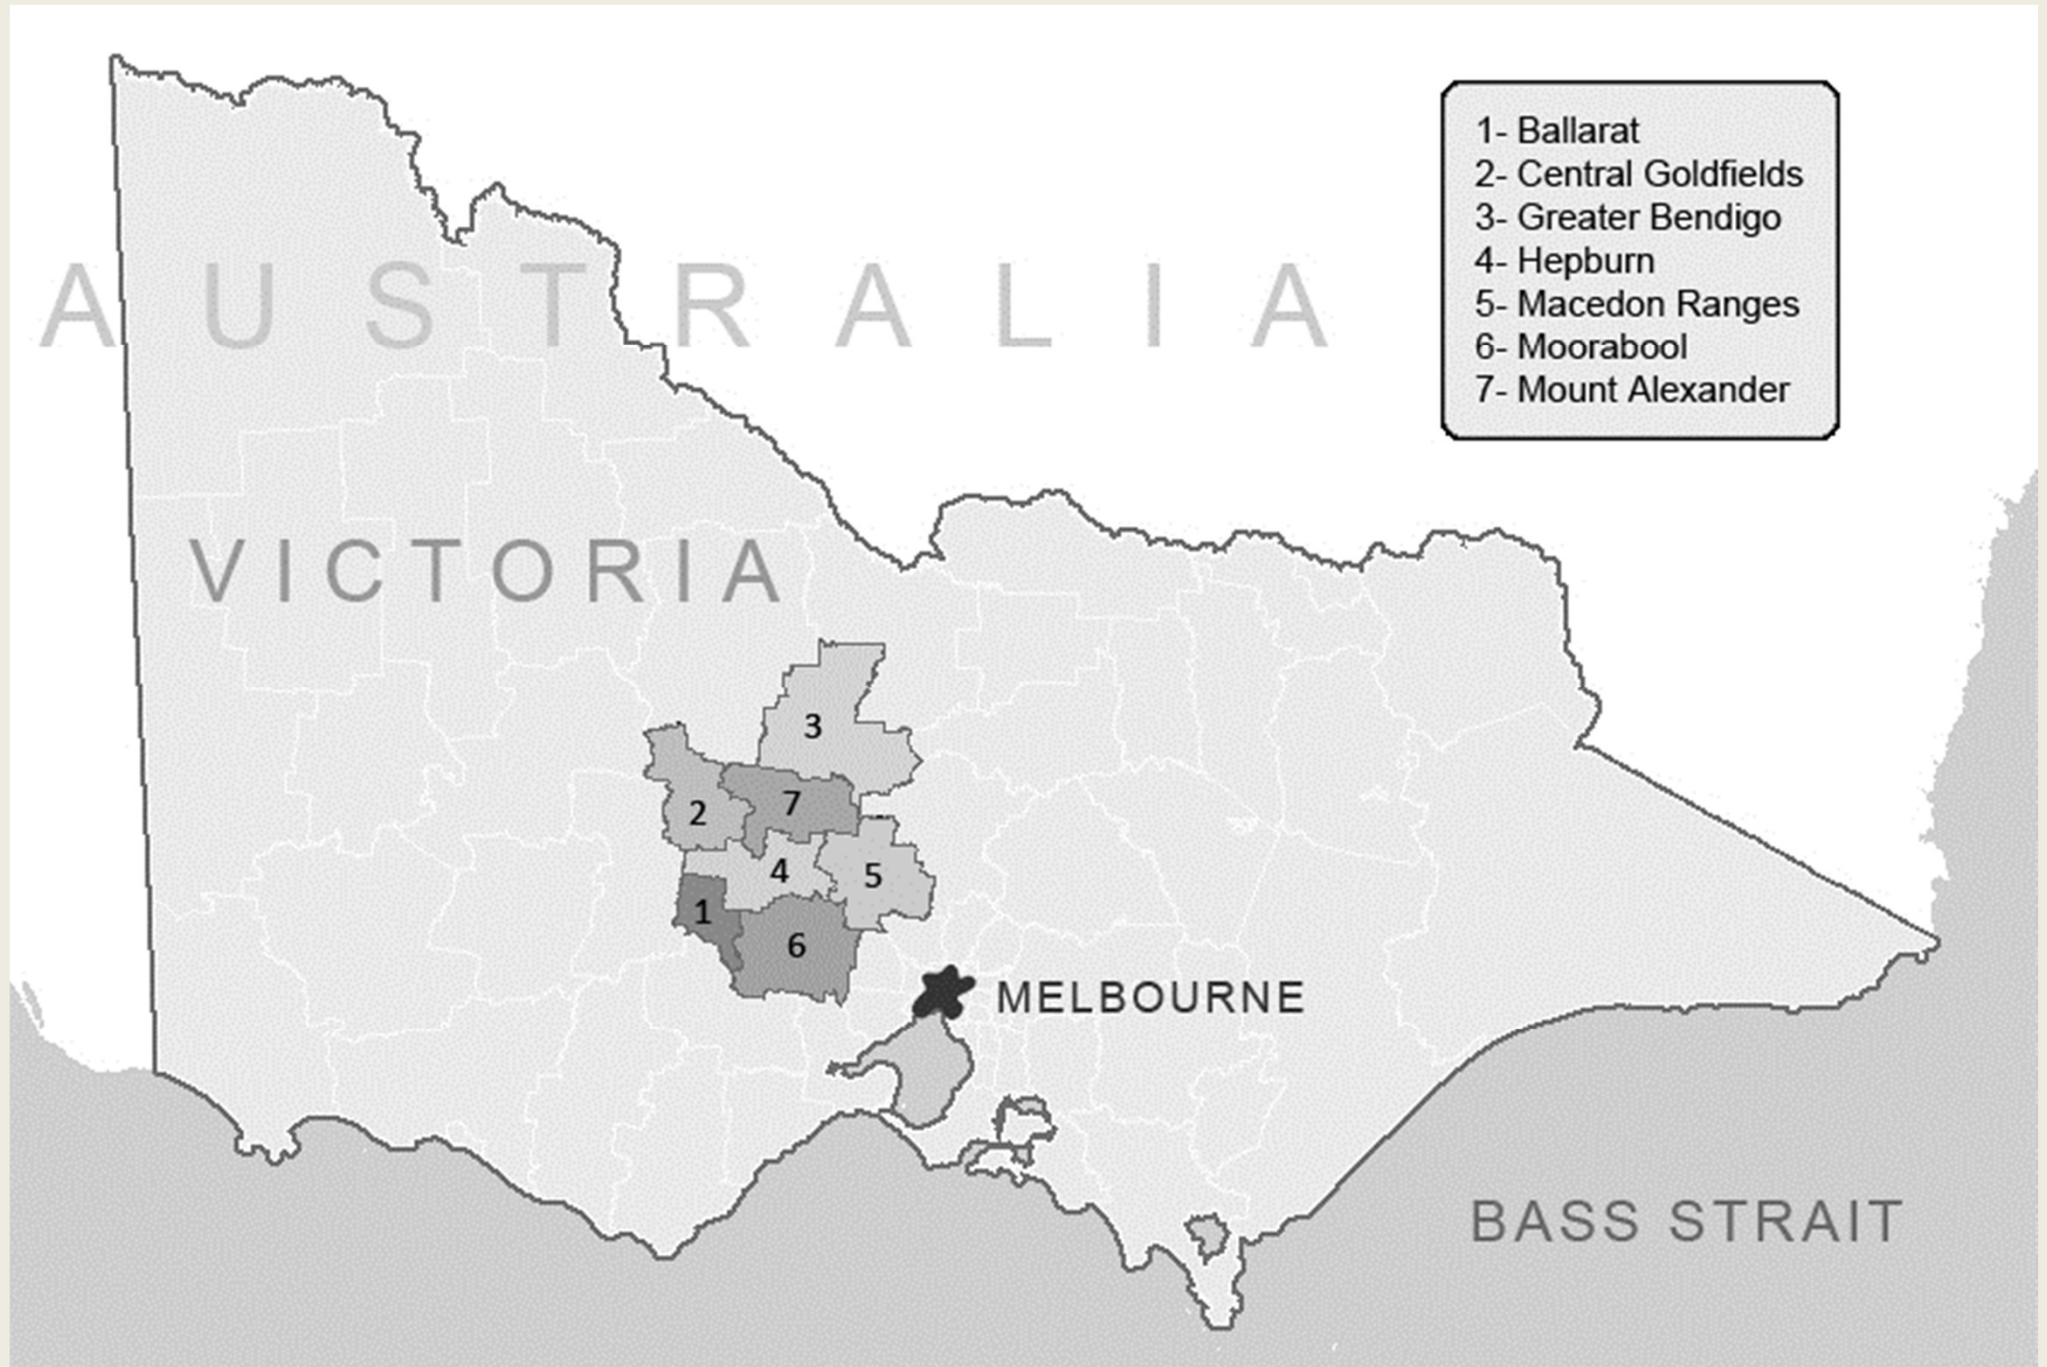 1- Ballarat
2- Central Goldfields
3- Greater Bendigo
4- Hepburn
5- Macedon Ranges
6- Moorabool
7- Mount Alexander
AUSTRALIA
VICTORIA
3
2
7
4
5
1
6
MELBOURNE
BASS STRAIT